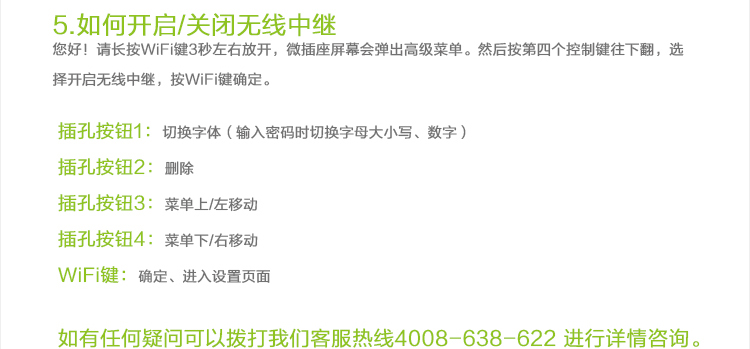 5.如何开启/关闭无线中继
您好！请长按WiFi键3秒左右放开，微插座屏幕会弹出高级菜单。然后按第四个控制键往下翻，选
择开启无线中继，按WiFi键确定。
插孔按钮1：切换字体（输入密码时切换字母大小写、数字）
插孔按钮2：删除
插孔按钮3：菜单上/左移动
插孔按钮4：菜单下/右移动
WiFi键：确定、进入设置页面
如有任何疑问可以拨打我们客服热线4008-638-622 进行详情咨询。